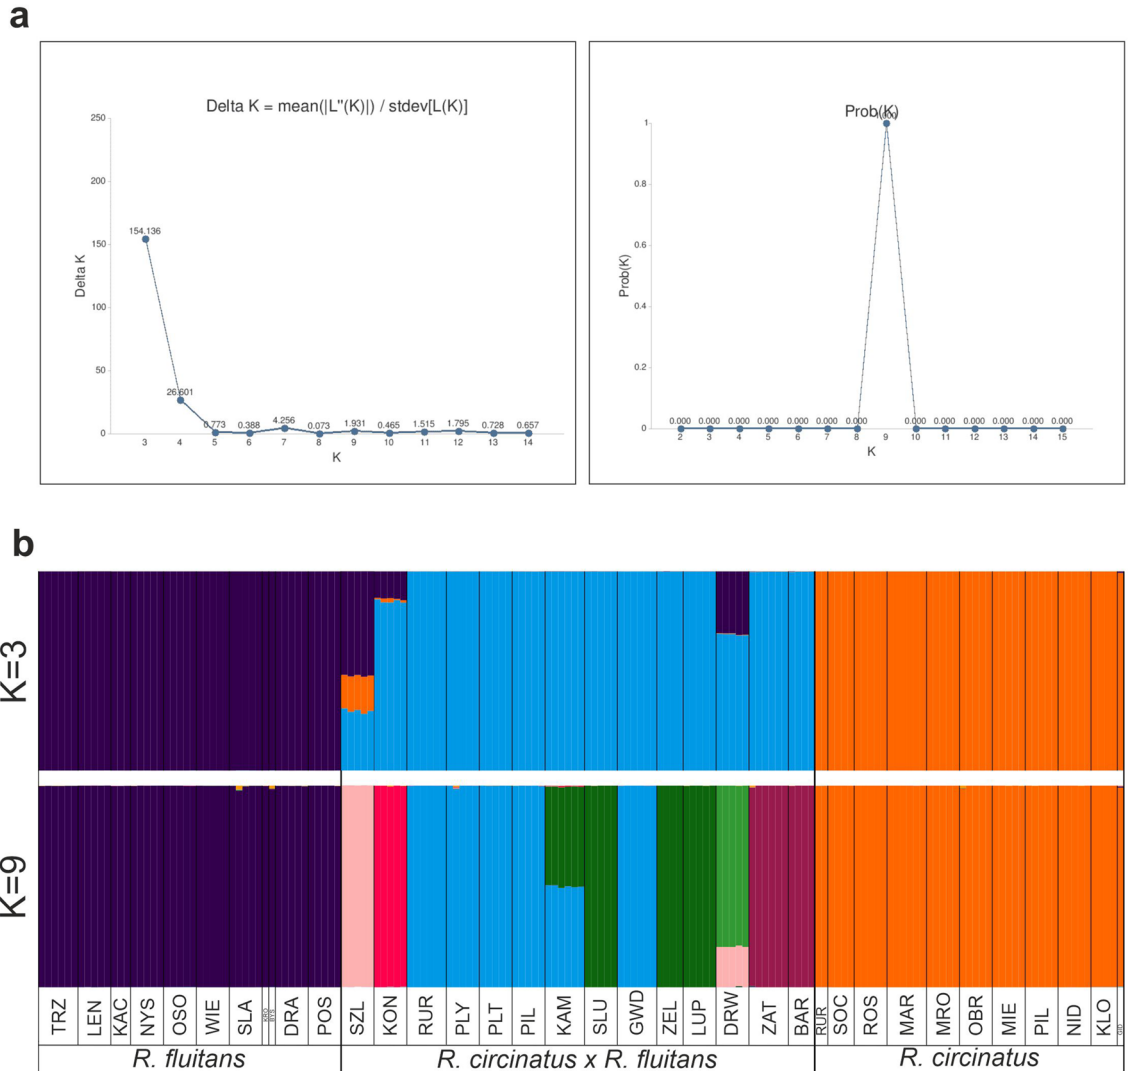 a
Delta K = mean(|L"(K)|) / stdev[L(K)]
250
200
150
100
50
0
Delta K
154.136
26.601
0.773
0.388
4.256
0.073
1.931
0.465
1.515
1.795
0.728
0.657
3 4 5 6 7 8 9 10 11 12 13 14
K
Prob(K)
1
0.8
0.6
0.4
0.2
0
Prob(K)
0.000 0.000 0.000 0.000 0.000 0.000 0.000 0.000 0.000 0.000 0.000 0.000 0.000
2 3 4 5 6 7 8 9 10 11 12 13 14 15
K
b
K=3
K=9
TRZ LEN KAC NYS OSO WIE SLA KRO RYS DRA POS SZL KON RUR PLY PLT PIL KAM SLU GWD ZEL LUP DRW ZAT BAR RUR SOC ROS MAR MRO OBR MIE PIL NID KLO
R. fluitans R. circinatus x R. fluitans R. circinatus